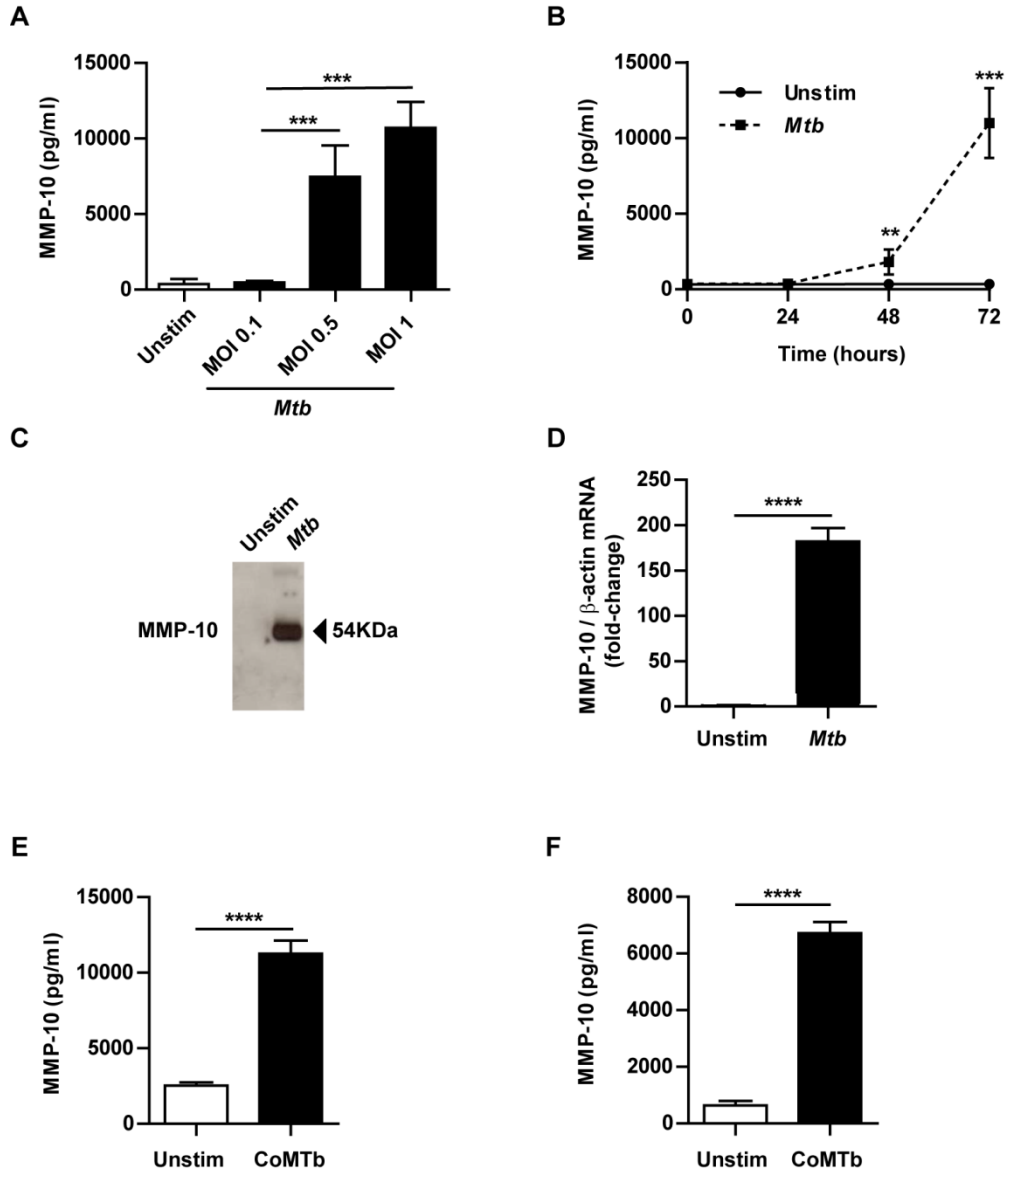 A
MMP-10 (pg/ml)
15000
10000
5000
0
***
***
Unstim
MOI 0.1
MOI 0.5
MOI 1
Mtb
B
MMP-10 (pg/ml)
15000
10000
5000
0
Unstim
Mtb
**
***
0 24 48 72
Time (hours)
C
Unstim
Mtb
MMP-10
54KDa
D
MMP-10 / β-actin mRNA
(fold-change)
250
200
150
100
50
0
****
Unstim Mtb
E
MMP-10 (pg/ml)
15000
10000
5000
0
****
Unstim CoMTb
F
MMP-10 (pg/ml)
8000
6000
4000
2000
0
****
Unstim CoMTb